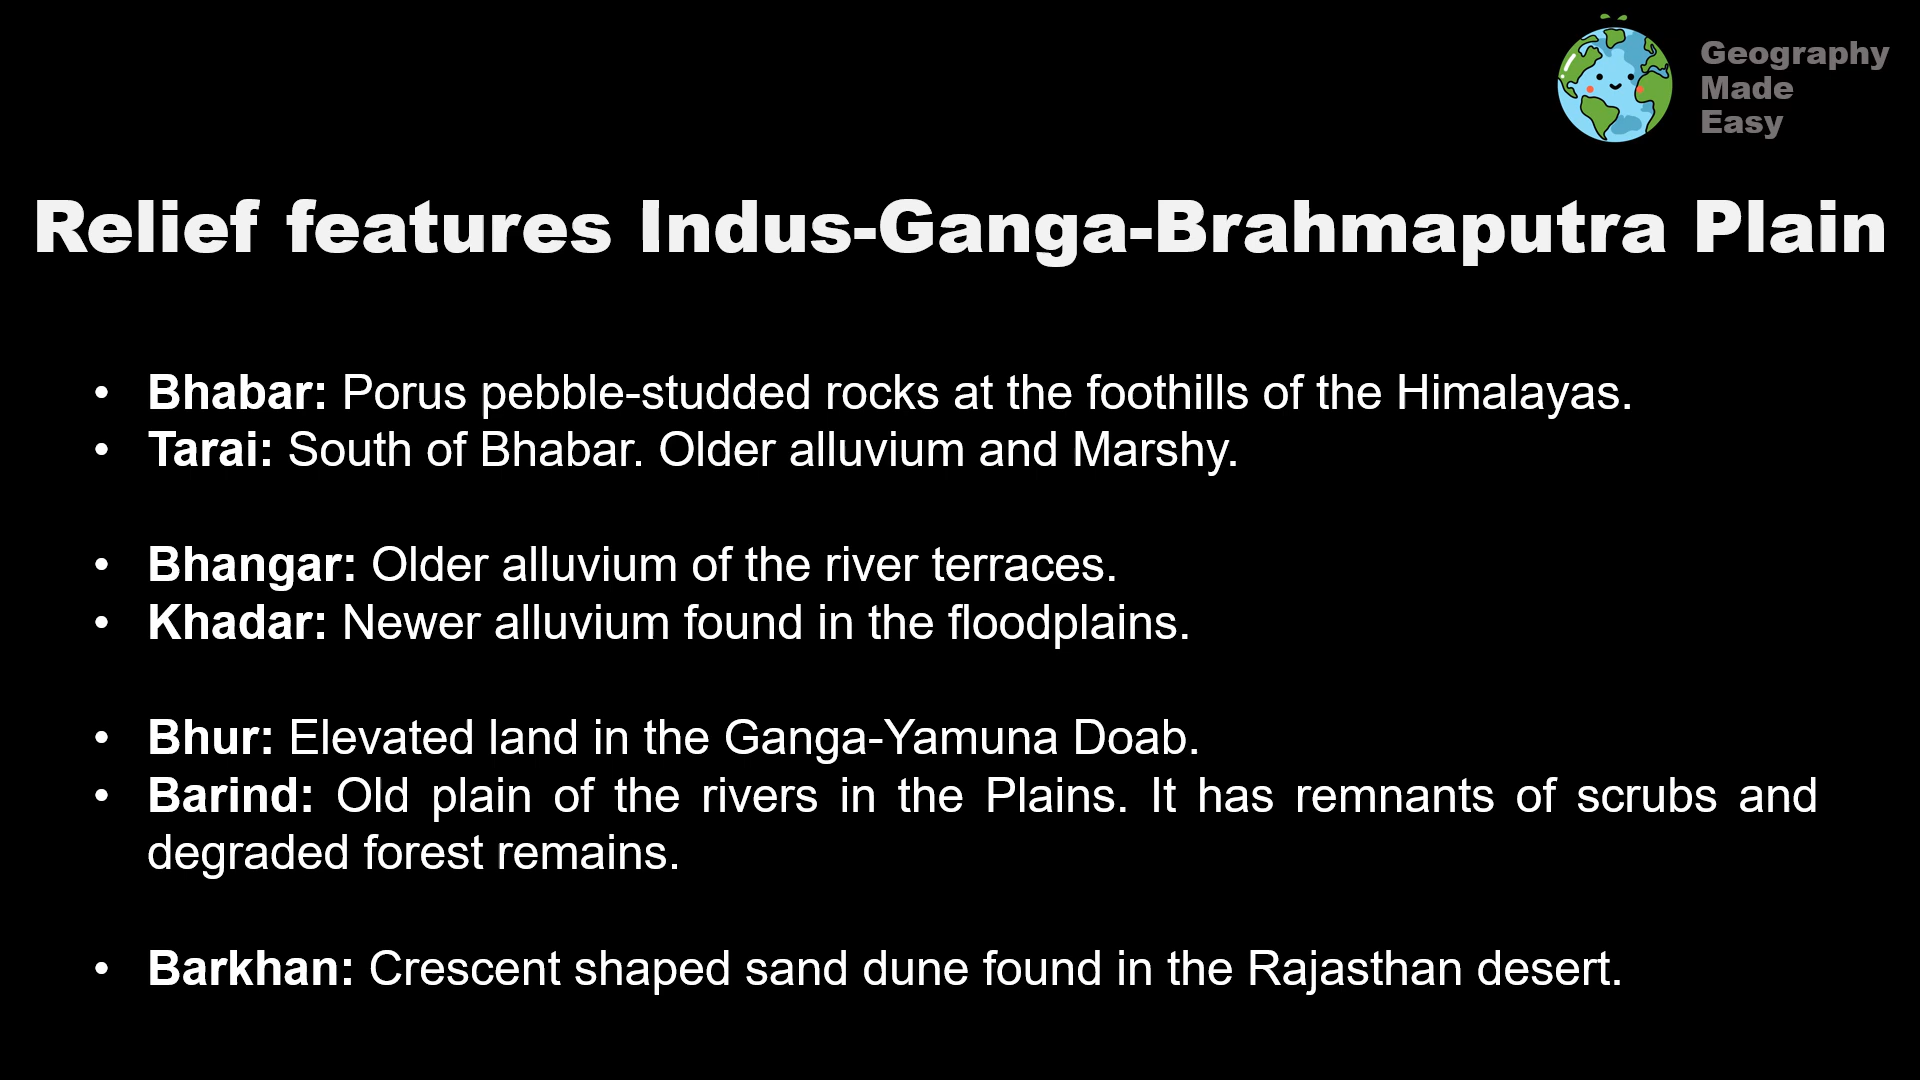 Geography
Made
Easy
Relief features Indus-Ganga-Brahmaputra Plain
• Bhabar: Porus pebble-studded rocks at the foothills of the Himalayas.
• Tarai: South of Bhabar. Older alluvium and Marshy.
• Bhangar: Older alluvium of the river terraces.
• Khadar: Newer alluvium found in the floodplains.
• Bhur: Elevated land in the Ganga-Yamuna Doab.
• Barind: Old plain of the rivers in the Plains. It has remnants of scrubs and
degraded forest remains.
• Barkhan: Crescent shaped sand dune found in the Rajasthan desert.